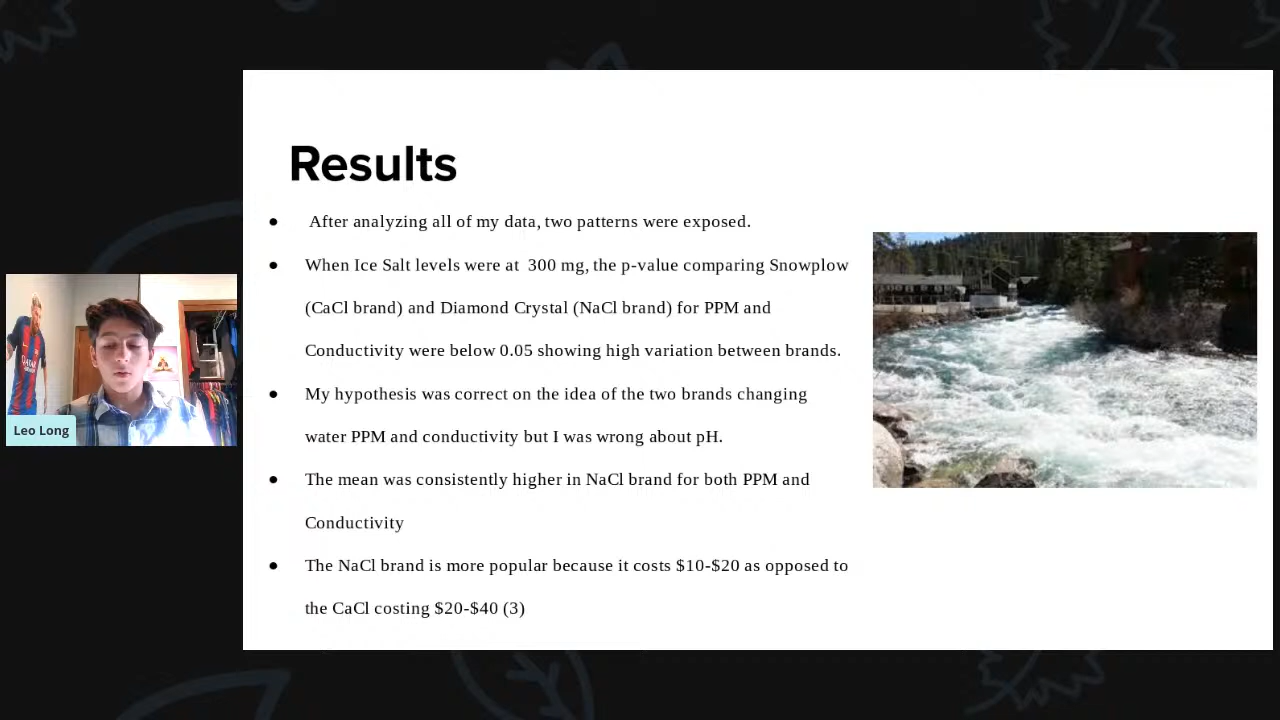 Results
● After analyzing all of my data, two patterns were exposed.
● When Ice Salt levels were at 300 mg, the p-value comparing Snowplow
(CaCl brand) and Diamond Crystal (NaCl brand) for PPM and
Conductivity were below 0.05 showing high variation between brands.
● My hypothesis was correct on the idea of the two brands changing
water PPM and conductivity but I was wrong about pH.
● The mean was consistently higher in NaCl brand for both PPM and
Conductivity
● The NaCl brand is more popular because it costs $10-$20 as opposed to
the CaCl costing $20-$40 (3)
Leo Long